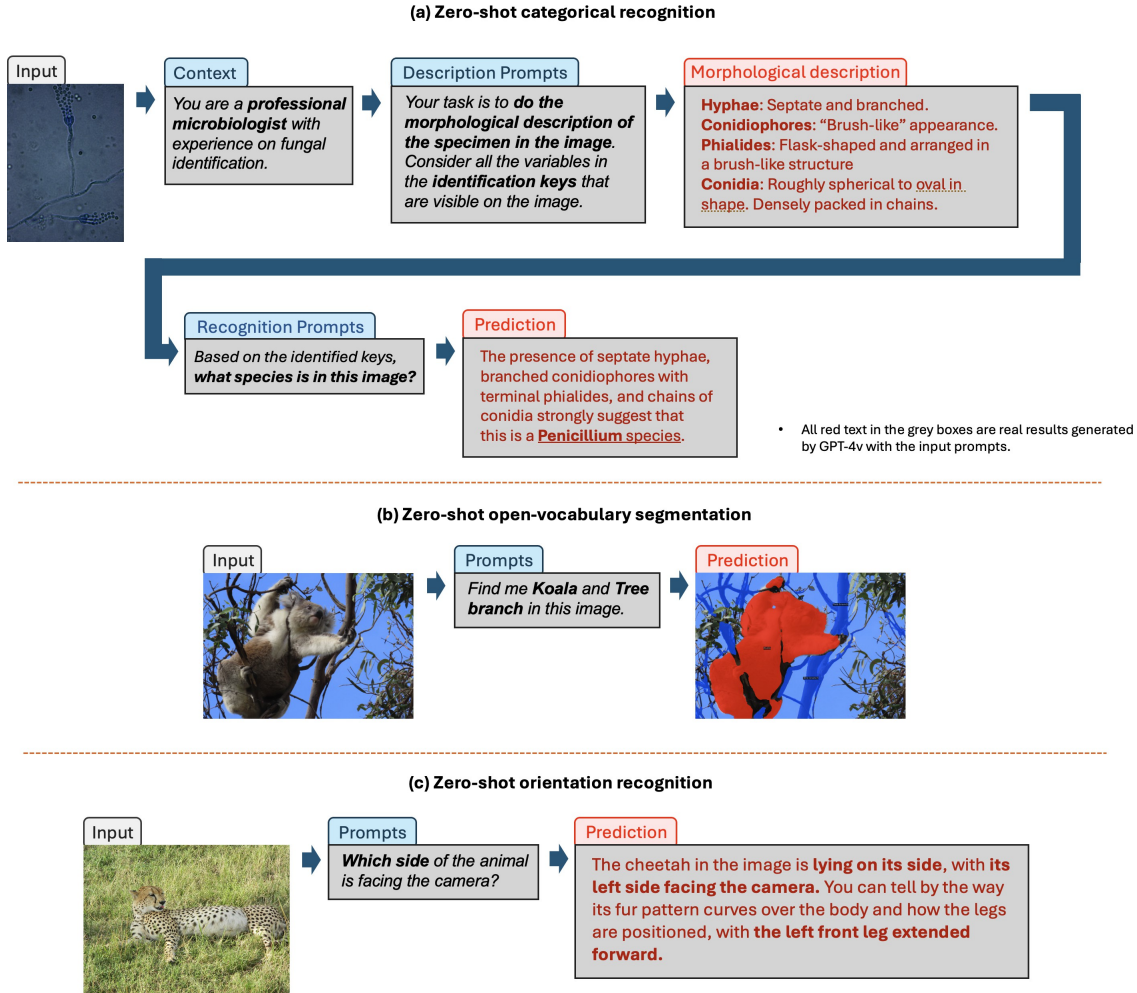 (a) Zero-shot categorical recognition
Input
Context
You are a professional
microbiologist with
experience on fungal
identification.
Description Prompts
Your task is to do the
morphological description of
the specimen in the image.
Consider all the variables in
the identification keys that
are visible on the image.
Morphological description
Hyphae: Septate and branched.
Conidiophores: “Brush-like” appearance.
Phialides: Flask-shaped and arranged in
a brush-like structure
Conidia: Roughly spherical to oval in
shape. Densely packed in chains.
Recognition Prompts
Based on the identified keys,
what species is in this image?
Prediction
The presence of septate hyphae,
branched conidiophores with
terminal phialides, and chains of
conidia strongly suggest that
this is a Penicillium species.
• All red text in the grey boxes are real results generated
by GPT-4v with the input prompts.
(b) Zero-shot open-vocabulary segmentation
Input
Prompts
Find me Koala and Tree
branch in this image.
Prediction
(c) Zero-shot orientation recognition
Input
Prompts
Which side of the animal
is facing the camera?
Prediction
The cheetah in the image is lying on its side, with its
left side facing the camera. You can tell by the way
its fur pattern curves over the body and how the legs
are positioned, with the left front leg extended
forward.